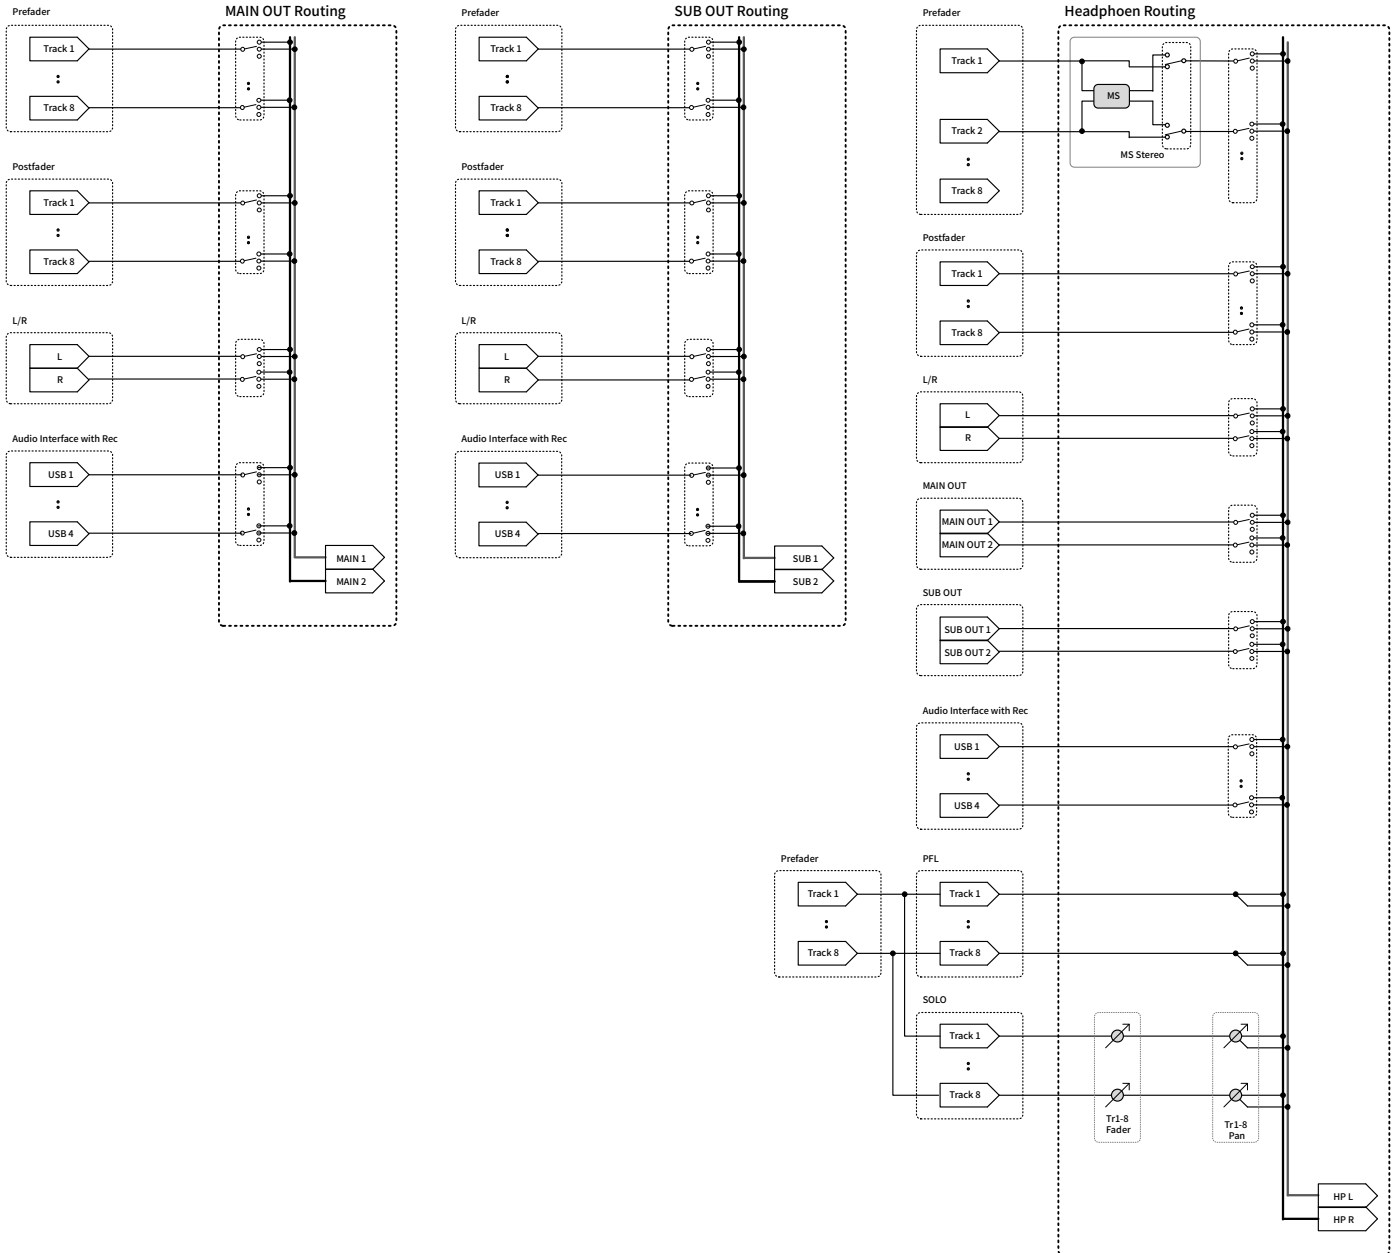 MAIN OUT Routing
Prefader
Track 1
Track 8
Postfader
Track 1
Track 8
L/R
L
R
Audio Interface with Rec
USB 1
USB 4
MAIN 1
MAIN 2
SUB OUT Routing
Prefader
Track 1
Track 8
Postfader
Track 1
Track 8
L/R
L
R
Audio Interface with Rec
USB 1
USB 4
SUB 1
SUB 2
Headphoen Routing
Prefader
Track 1
MS
Track 2
MS Stereo
Track 8
Postfader
Track 1
Track 8
L/R
L
R
MAIN OUT
MAIN OUT 1
MAIN OUT 2
SUB OUT
SUB OUT 1
SUB OUT 2
Audio Interface with Rec
USB 1
USB 4
Prefader
Track 1
Track 8
PFL
Track 1
Track 8
SOLO
Track 1
Track 8
Tr1-8
Fader
Tr1-8
Pan
HP L
HP R